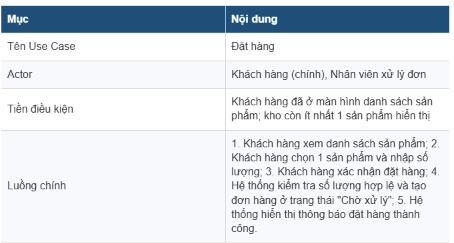 Mục Nội dung
Tên Use Case Đặt hàng
Actor Khách hàng (chính), Nhân viên xử lý đơn
Tiền điều kiện Khách hàng đã ở màn hình danh sách sản
phẩm; kho còn ít nhất 1 sản phẩm hiển thị
Luồng chính
1. Khách hàng xem danh sách sản phẩm; 2.
Khách hàng chọn 1 sản phẩm và nhập số
lượng; 3. Khách hàng xác nhận đặt hàng; 4.
Hệ thống kiểm tra số lượng hợp lệ và tạo
đơn hàng ở trạng thái "Chờ xử lý"; 5. Hệ
thống hiển thị thông báo đặt hàng thành
công.